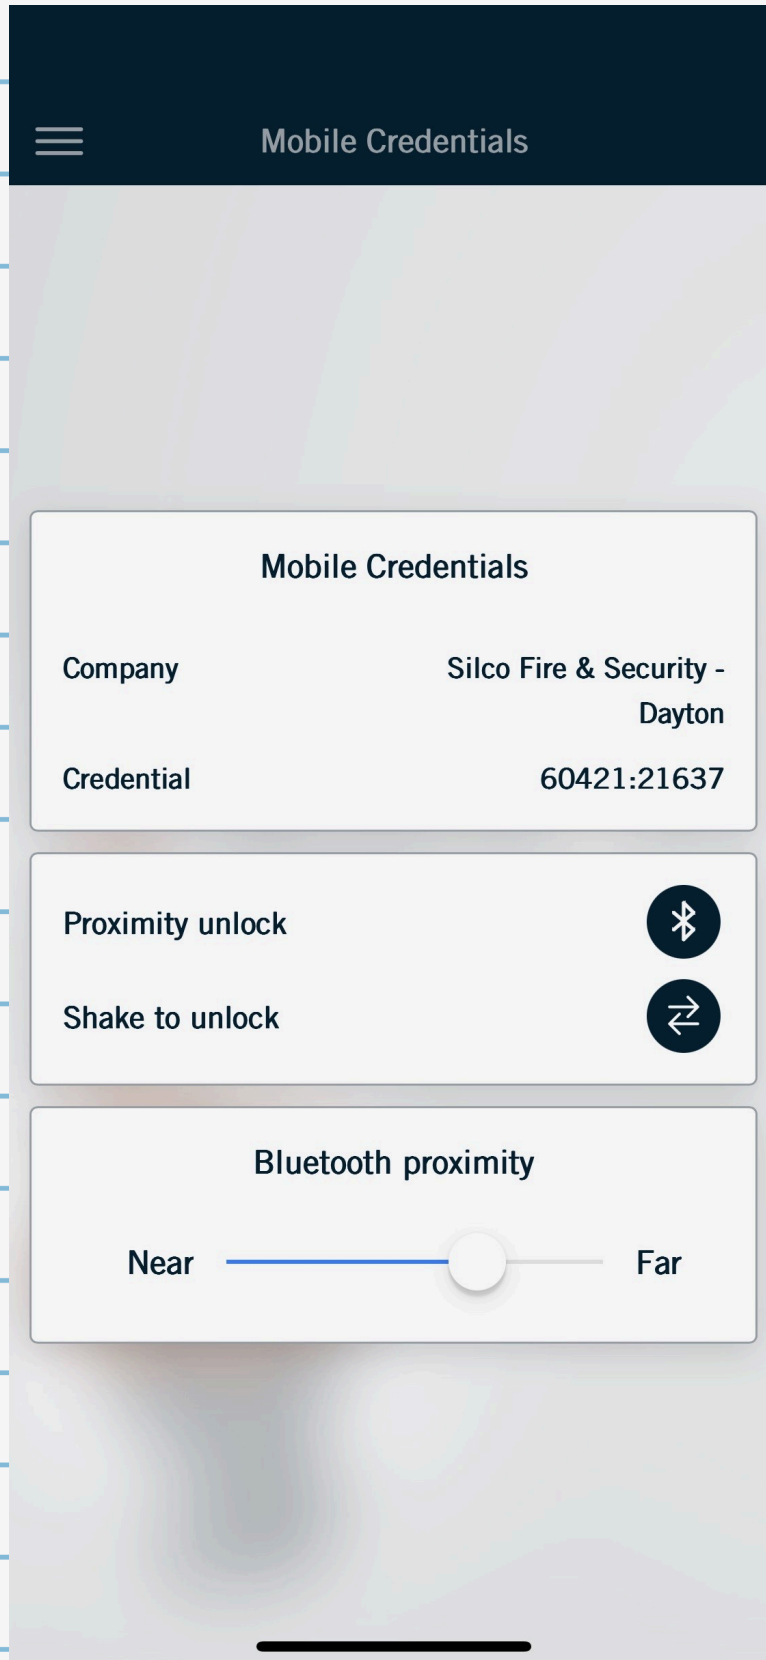 Mobile Credentials
Mobile Credentials
Company
Silco Fire & Security -
Dayton
Credential
60421:21637
Proximity unlock
Shake to unlock
Bluetooth proximity
Near
Far